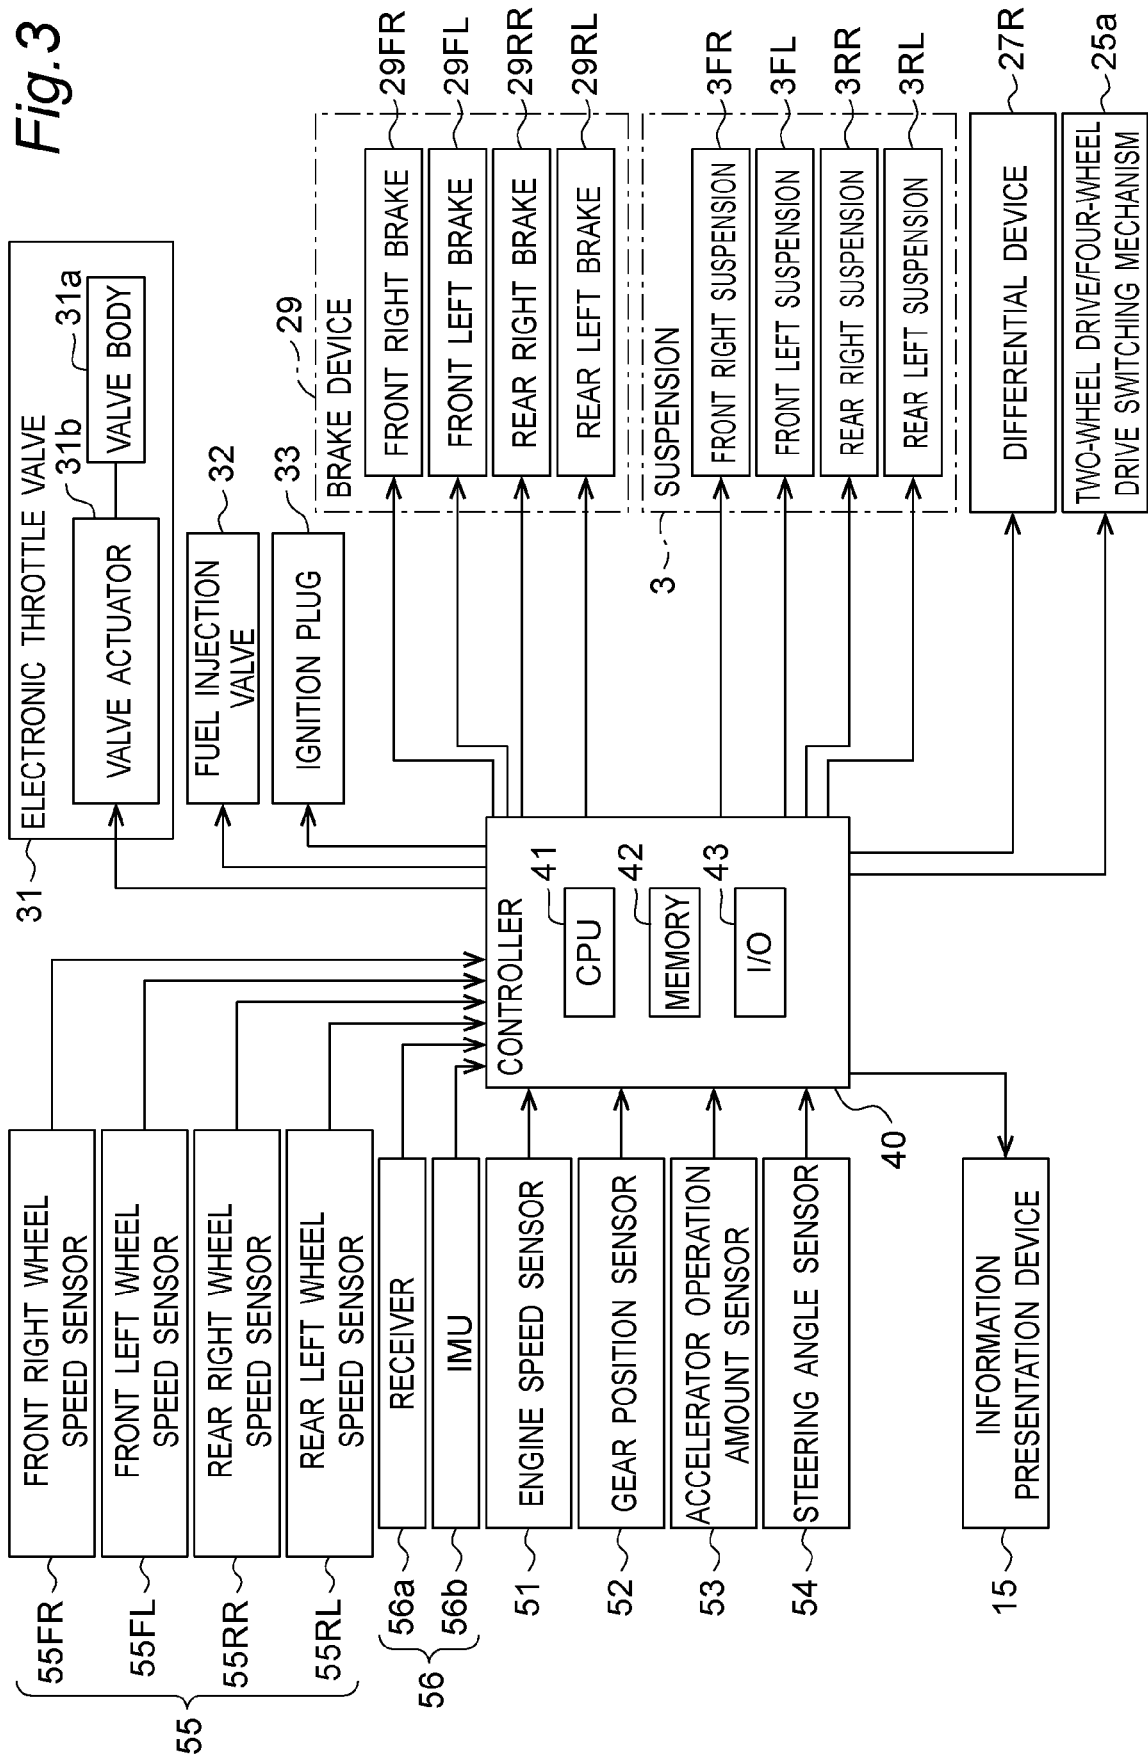 Fig.3
31
ELECTRONIC THROTTLE VALVE
31b
VALVE ACTUATOR
31a
VALVE BODY
FUEL INJECTION
VALVE
32
IGNITION PLUG
33
29
BRAKE DEVICE
FRONT RIGHT BRAKE
29FR
FRONT LEFT BRAKE
29FL
REAR RIGHT BRAKE
29RR
REAR LEFT BRAKE
29RL
3
SUSPENSION
FRONT RIGHT SUSPENSION
3FR
FRONT LEFT SUSPENSION
3FL
REAR RIGHT SUSPENSION
3RR
REAR LEFT SUSPENSION
3RL
DIFFERENTIAL DEVICE
27R
TWO-WHEEL DRIVE/FOUR-WHEEL
DRIVE SWITCHING MECHANISM
25a
CONTROLLER
41
CPU
42
MEMORY
43
I/O
40
55
55FR
FRONT RIGHT WHEEL
SPEED SENSOR
55FL
FRONT LEFT WHEEL
SPEED SENSOR
55RR
REAR RIGHT WHEEL
SPEED SENSOR
55RL
REAR LEFT WHEEL
SPEED SENSOR
56
56a
RECEIVER
56b
IMU
51
ENGINE SPEED SENSOR
52
GEAR POSITION SENSOR
53
ACCELERATOR OPERATION
AMOUNT SENSOR
54
STEERING ANGLE SENSOR
15
INFORMATION
PRESENTATION DEVICE